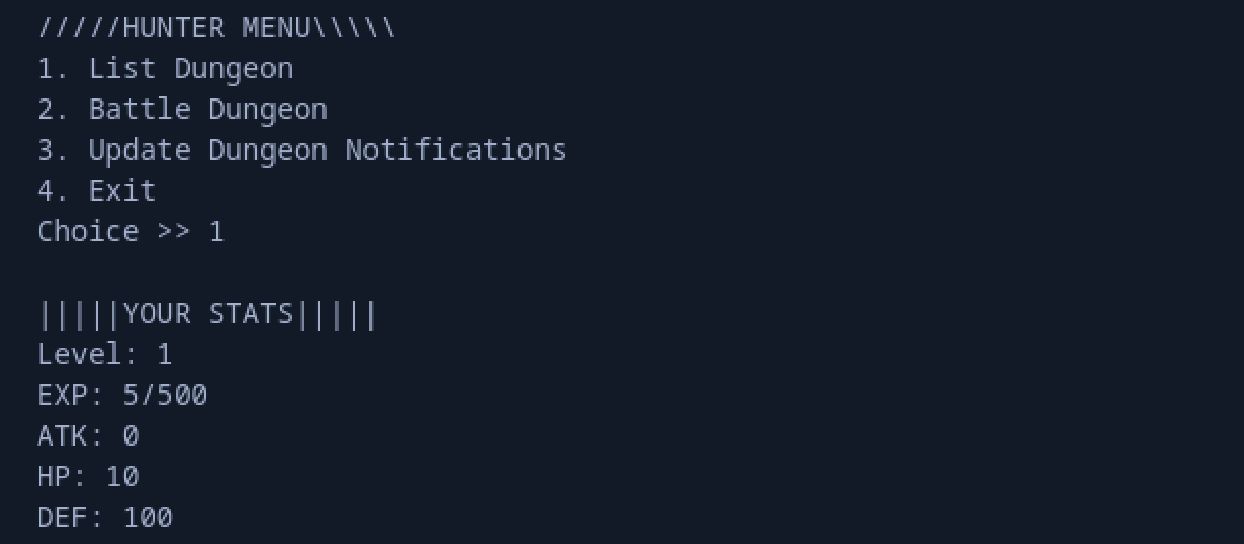 /////HUNTER MENU\\\\\
1. List Dungeon
2. Battle Dungeon
3. Update Dungeon Notifications
4. Exit
Choice >> 1
|||||YOUR STATS|||||
Level: 1
EXP: 5/500
ATK: 0
HP: 10
DEF: 100